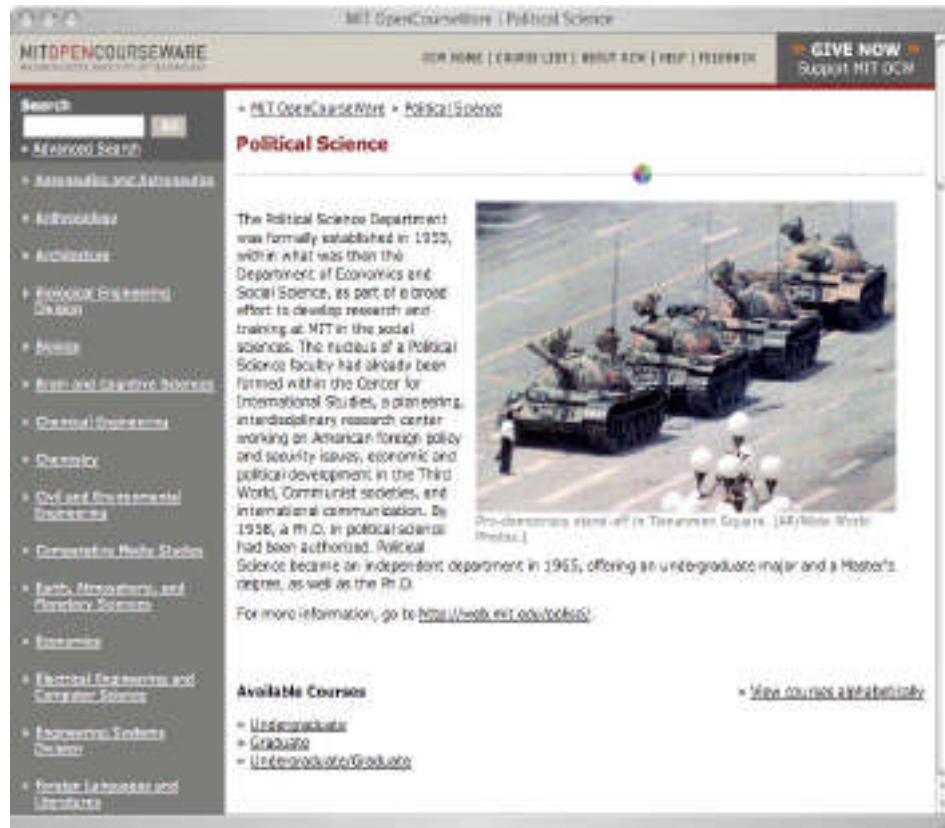 MIT OpenCourseWare | Political Science
MITOPENCOURSEWARE
MASSACHUSETTS INSTITUTE OF TECHNOLOGY
OCW HOME | COURSE LIST | ABOUT OCW | HELP | FEEDBACK
» GIVE NOW »
Support MIT OCW
Search
GO
» Advanced Search
» Aeronautics and Astronautics
» Anthropology
» Architecture
» Biological Engineering
Division
» Biology
» Brain and Cognitive Sciences
» Chemical Engineering
» Chemistry
» Civil and Environmental
Engineering
» Comparative Media Studies
» Earth, Atmospheric, and
Planetary Sciences
» Economics
» Electrical Engineering and
Computer Science
» Engineering Systems
Division
» Foreign Languages and
Literatures
» MIT OpenCourseWare » Political Science
Political Science
The Political Science Department
was formally established in 1955,
within what was then the
Department of Economics and
Social Science, as part of a broad
effort to develop research and
training at MIT in the social
sciences. The nucleus of a Political
Science faculty had already been
formed within the Center for
International Studies, a pioneering,
interdisciplinary research center
working on American foreign policy
and security issues, economic and
political development in the Third
World, Communist societies, and
international communication. By
1958, a Ph.D. in political science
had been authorized. Political
Science became an independent department in 1965, offering an undergraduate major and a Master's
degree, as well as the Ph.D.
Pro-democracy stand-off in Tiananmen Square. (AP/Wide World
Photos.)
For more information, go to http://web.mit.edu/polisci/.
Available Courses
» View courses alphabetically
» Undergraduate
» Graduate
» Undergraduate/Graduate